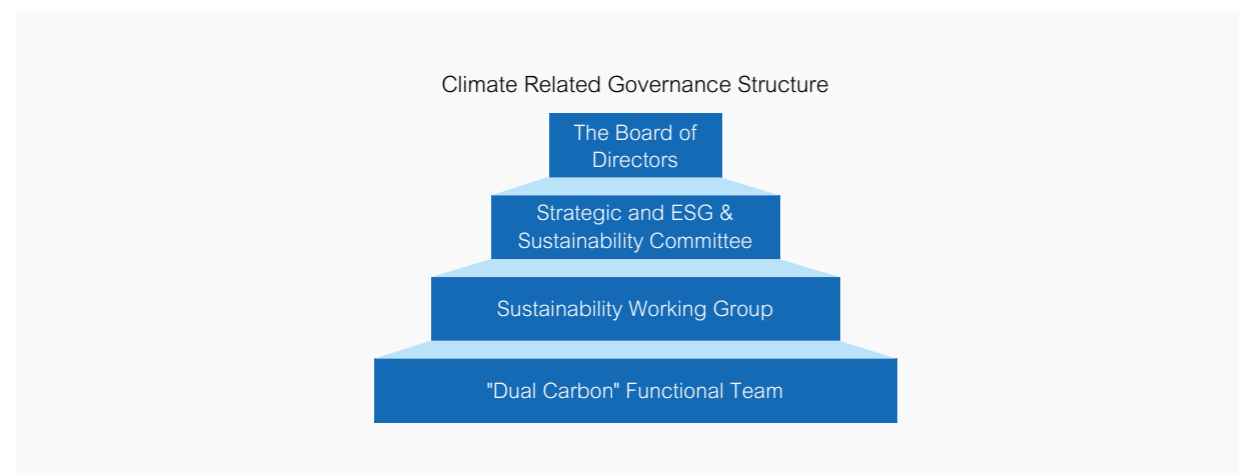 Climate Related Governance Structure
The Board of
Directors
Strategic and ESG &
Sustainability Committee
Sustainability Working Group
"Dual Carbon" Functional Team